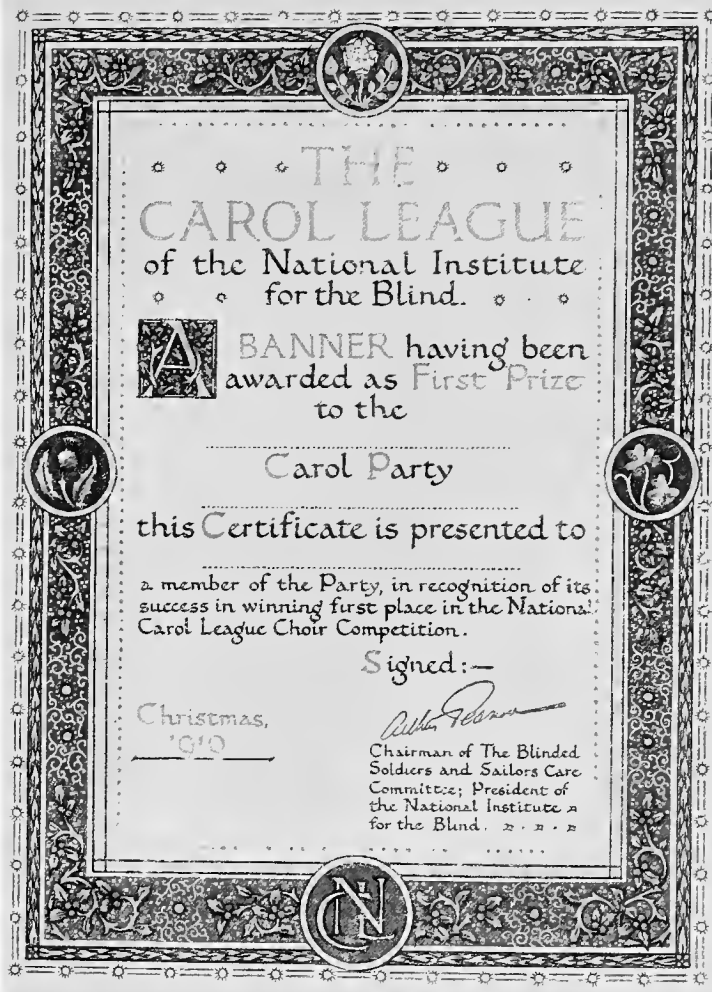 THE
CAROL LEAGUE
of the National Institute
for the Blind.
A BANNER having been
awarded as First Prize
to the
Carol Party
this Certificate is presented to
a member of the Party, in recognition of its
success in winning first place in the National
Carol League Choir Competition.
Signed:—
Christmas,
Arthur Pearson
Chairman of The Blinded
Soldiers and Sailors Care
Committee; President of
the National Institute
for the Blind.